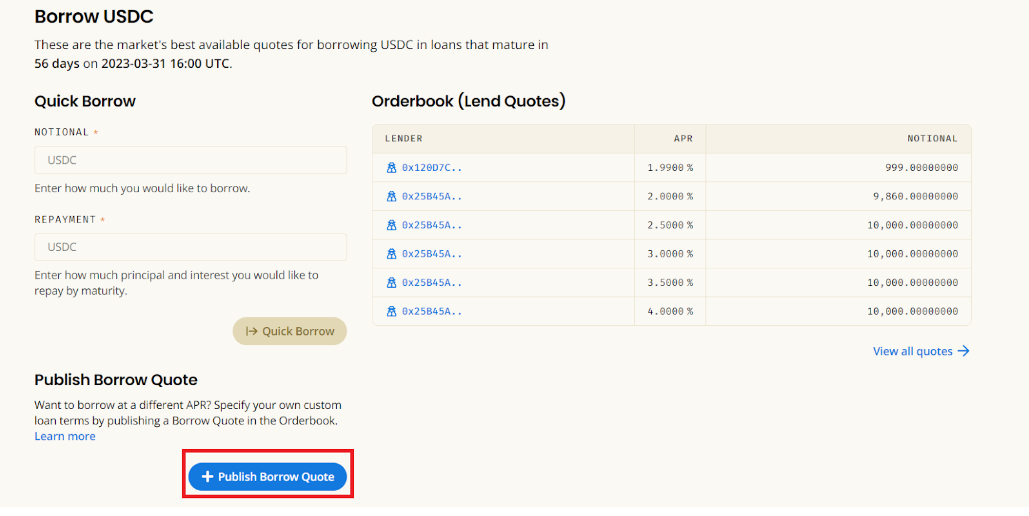 Borrow USDC
These are the market's best available quotes for borrowing USDC in loans that mature in
56 days on 2023-03-31 16:00 UTC.
Quick Borrow
NOTIONAL *
USDC
Enter how much you would like to borrow.
REPAYMENT *
USDC
Enter how much principal and interest you would like to
repay by maturity.
Quick Borrow
Orderbook (Lend Quotes)
LENDER APR NOTIONAL
0x120D7C.. 1.9900 % 999.00000000
0x25B45A.. 2.0000 % 9,860.00000000
0x25B45A.. 2.5000 % 10,000.00000000
0x25B45A.. 3.0000 % 10,000.00000000
0x25B45A.. 3.5000 % 10,000.00000000
0x25B45A.. 4.0000 % 10,000.00000000
View all quotes
Publish Borrow Quote
Want to borrow at a different APR? Specify your own custom
loan terms by publishing a Borrow Quote in the Orderbook.
Learn more
Publish Borrow Quote